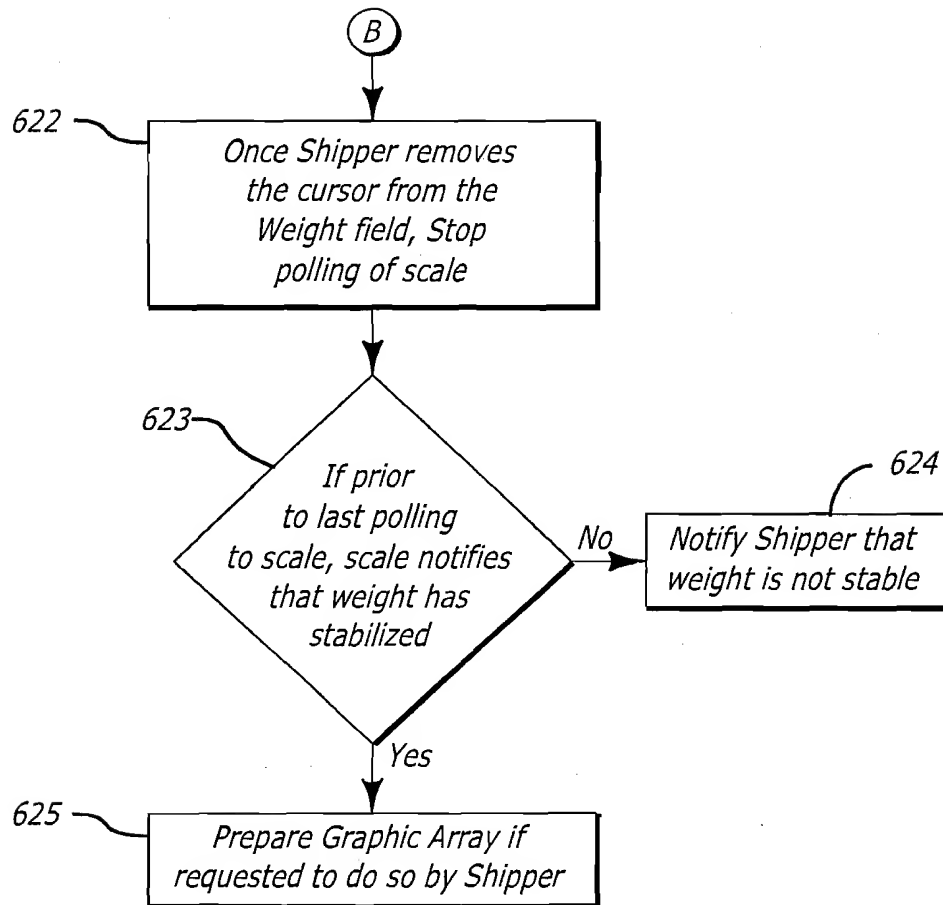 B
622
Once Shipper removes
the cursor from the
Weight field, Stop
polling of scale
623
If prior
to last polling
to scale, scale notifies
that weight has
stabilized
No
624
Notify Shipper that
weight is not stable
Yes
625
Prepare Graphic Array if
requested to do so by Shipper